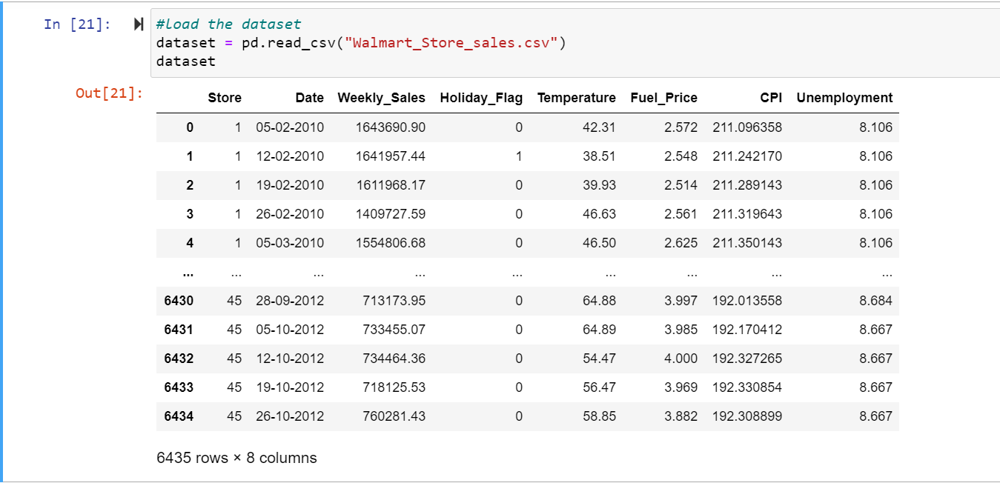 In [21]: #Load the dataset
dataset = pd.read_csv("Walmart_Store_sales.csv")
dataset
Out[21]:
Store Date Weekly_Sales Holiday_Flag Temperature Fuel_Price CPI Unemployment
0 1 05-02-2010 1643690.90 0 42.31 2.572 211.096358 8.106
1 1 12-02-2010 1641957.44 1 38.51 2.548 211.242170 8.106
2 1 19-02-2010 1611968.17 0 39.93 2.514 211.289143 8.106
3 1 26-02-2010 1409727.59 0 46.63 2.561 211.319643 8.106
4 1 05-03-2010 1554806.68 0 46.50 2.625 211.350143 8.106
... ... ... ... ... ... ... ... ...
6430 45 28-09-2012 713173.95 0 64.88 3.997 192.013558 8.684
6431 45 05-10-2012 733455.07 0 64.89 3.985 192.170412 8.667
6432 45 12-10-2012 734464.36 0 54.47 4.000 192.327265 8.667
6433 45 19-10-2012 718125.53 0 56.47 3.969 192.330854 8.667
6434 45 26-10-2012 760281.43 0 58.85 3.882 192.308899 8.667
6435 rows × 8 columns